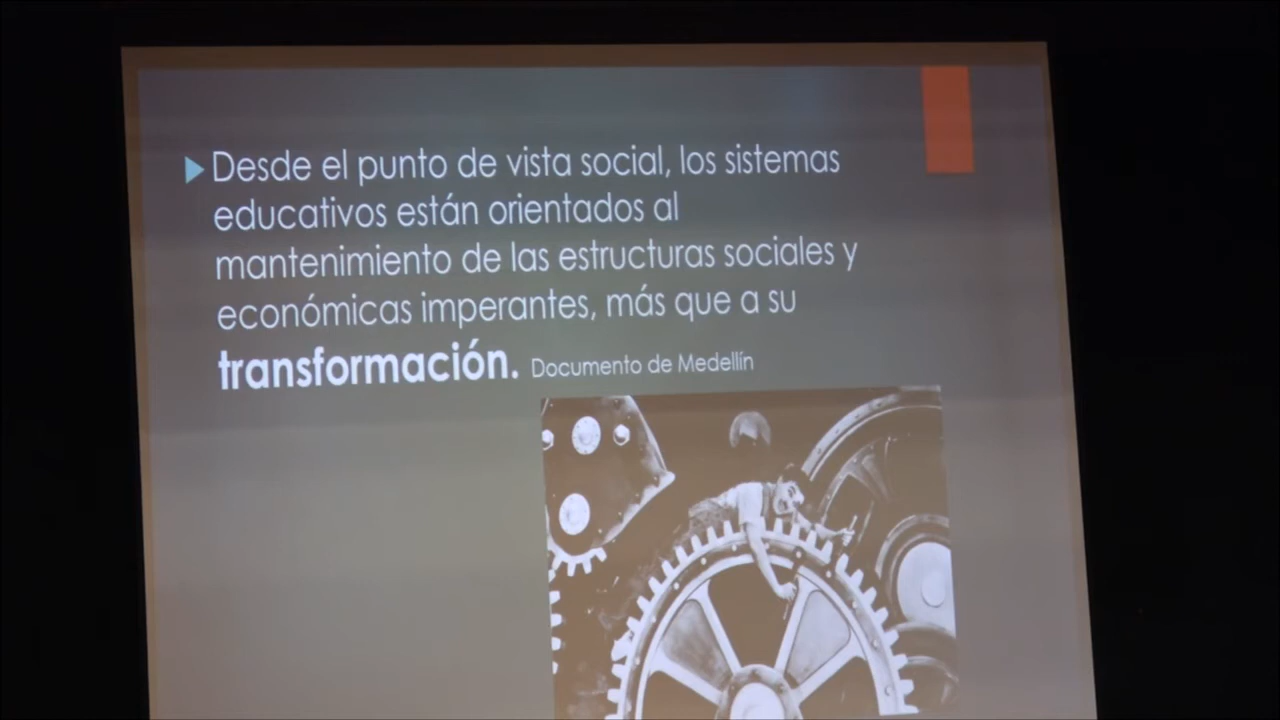 Desde el punto de vista social, los sistemas
educativos están orientados al
mantenimiento de las estructuras sociales y
económicas imperantes, más que a su
transformación. Documento de Medellín